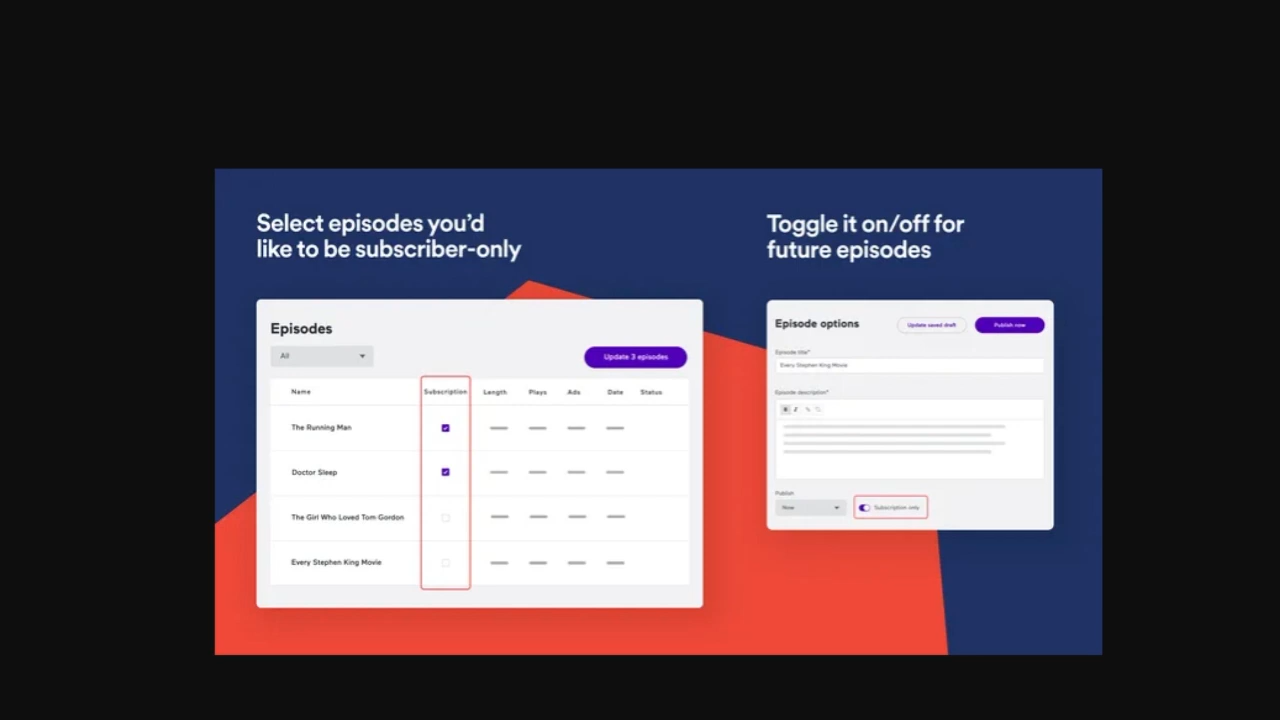 Select episodes you'd
like to be subscriber-only
Episodes
All
Update 3 episodes
Name Subscription Length Plays Ads Date Status
The Running Man
Doctor Sleep
The Girl Who Loved Tom Gordon
Every Stephen King Movie
Toggle it on/off for
future episodes
Episode options
Update saved draft
Publish now
Episode title*
Every Stephen King Movie
Episode description*
B I
Publish
Now
Subscription only